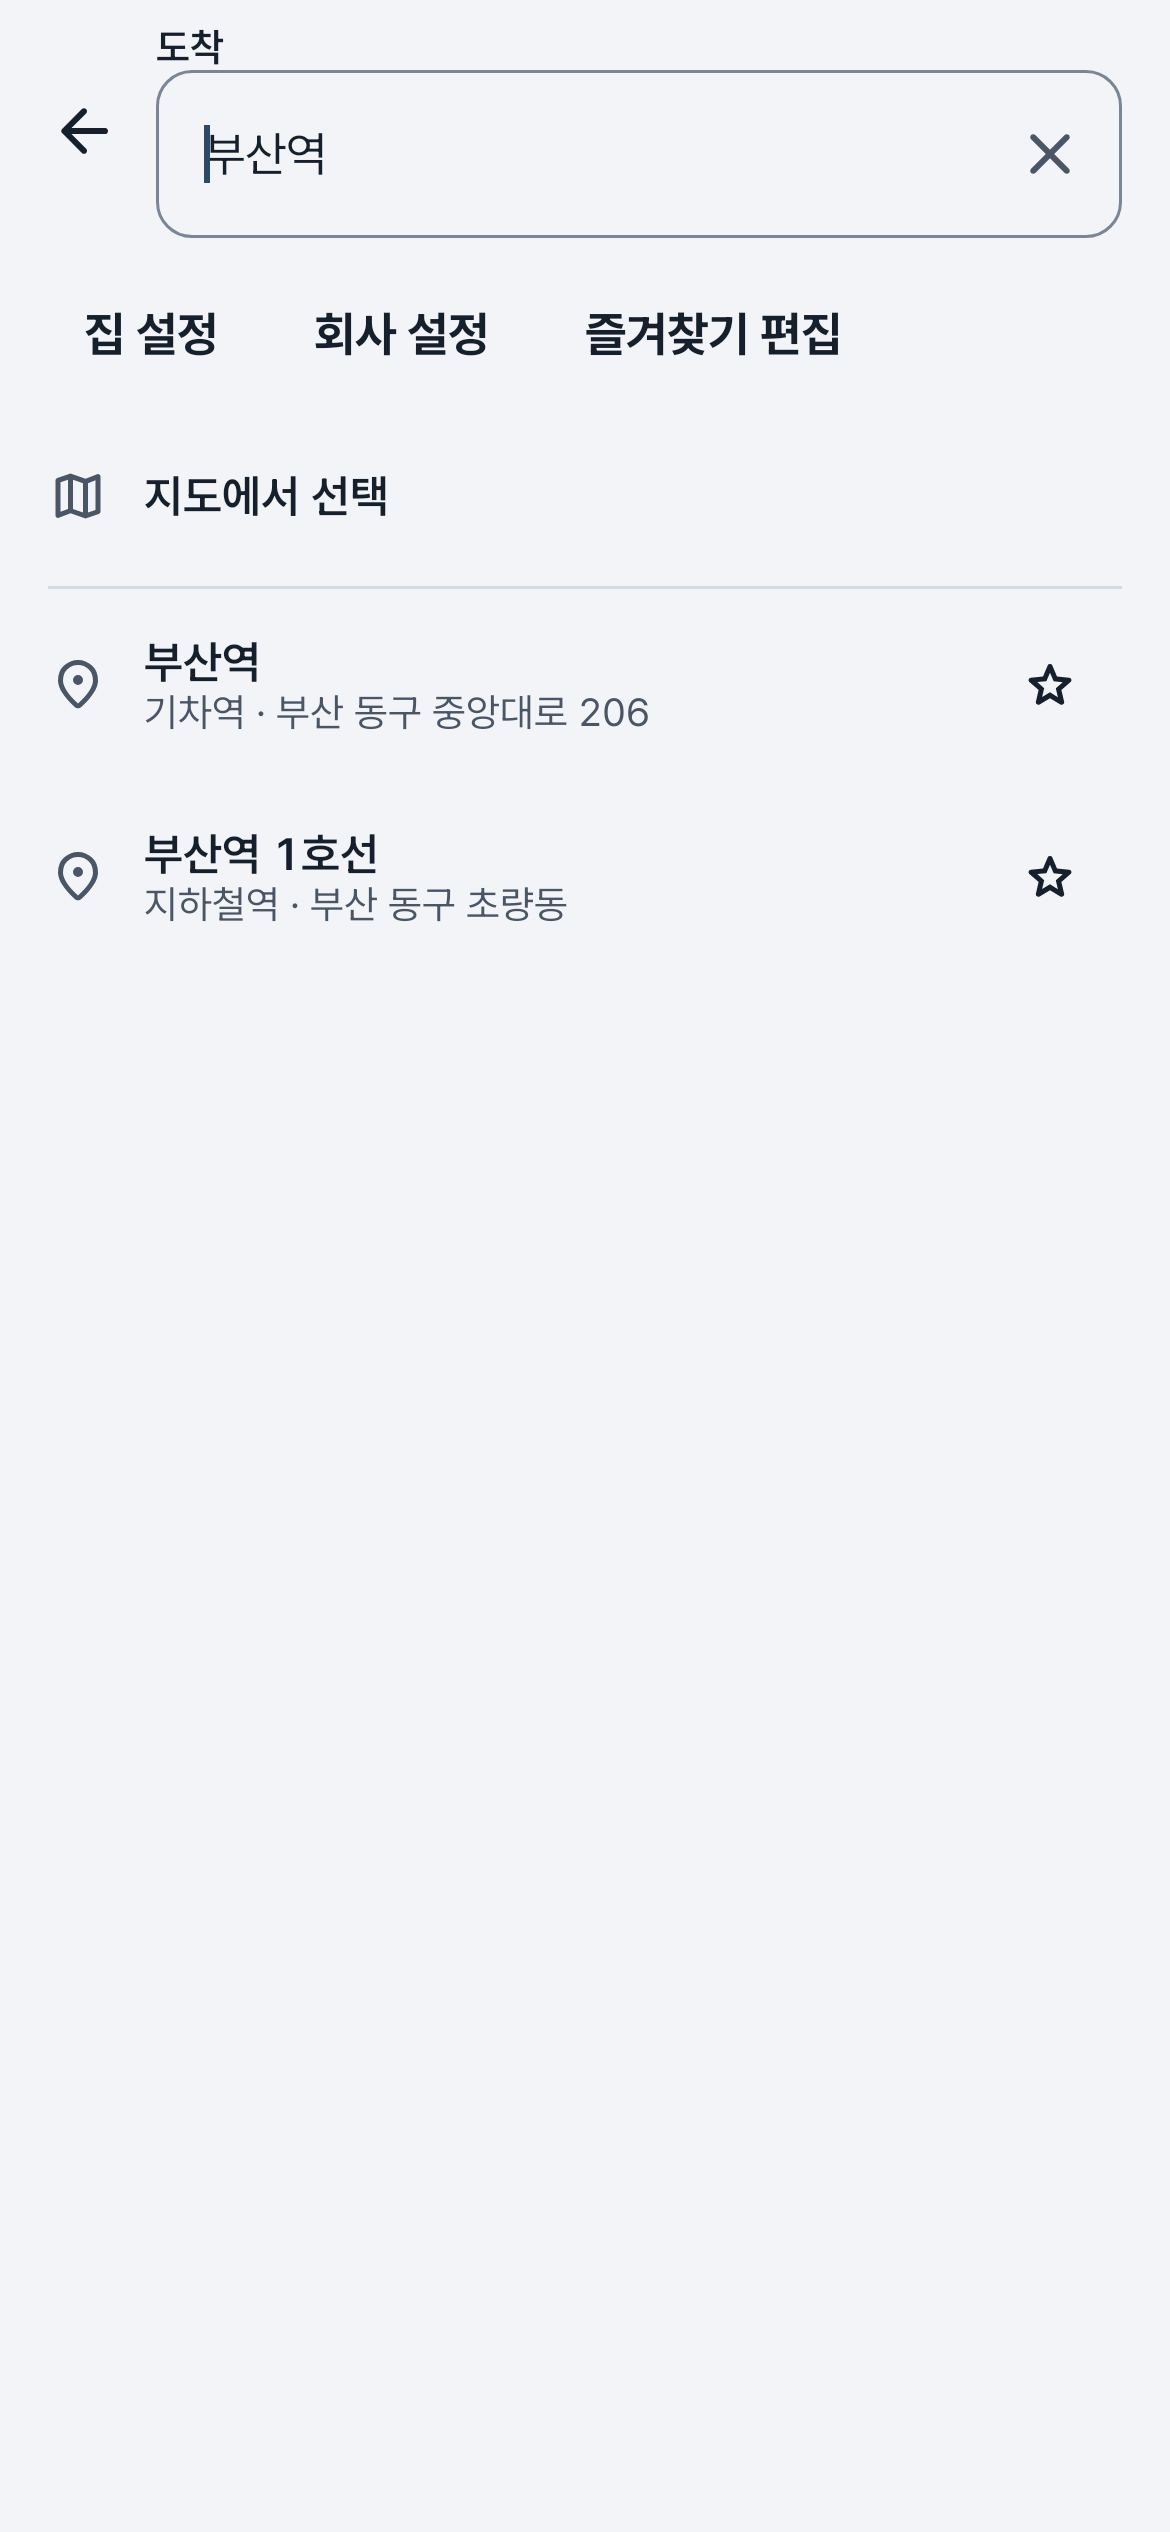 도착
부산역
집 설정 회사 설정 즐겨찾기 편집
지도에서 선택
부산역
기차역 · 부산 동구 중앙대로 206
부산역 1호선
지하철역 · 부산 동구 초량동